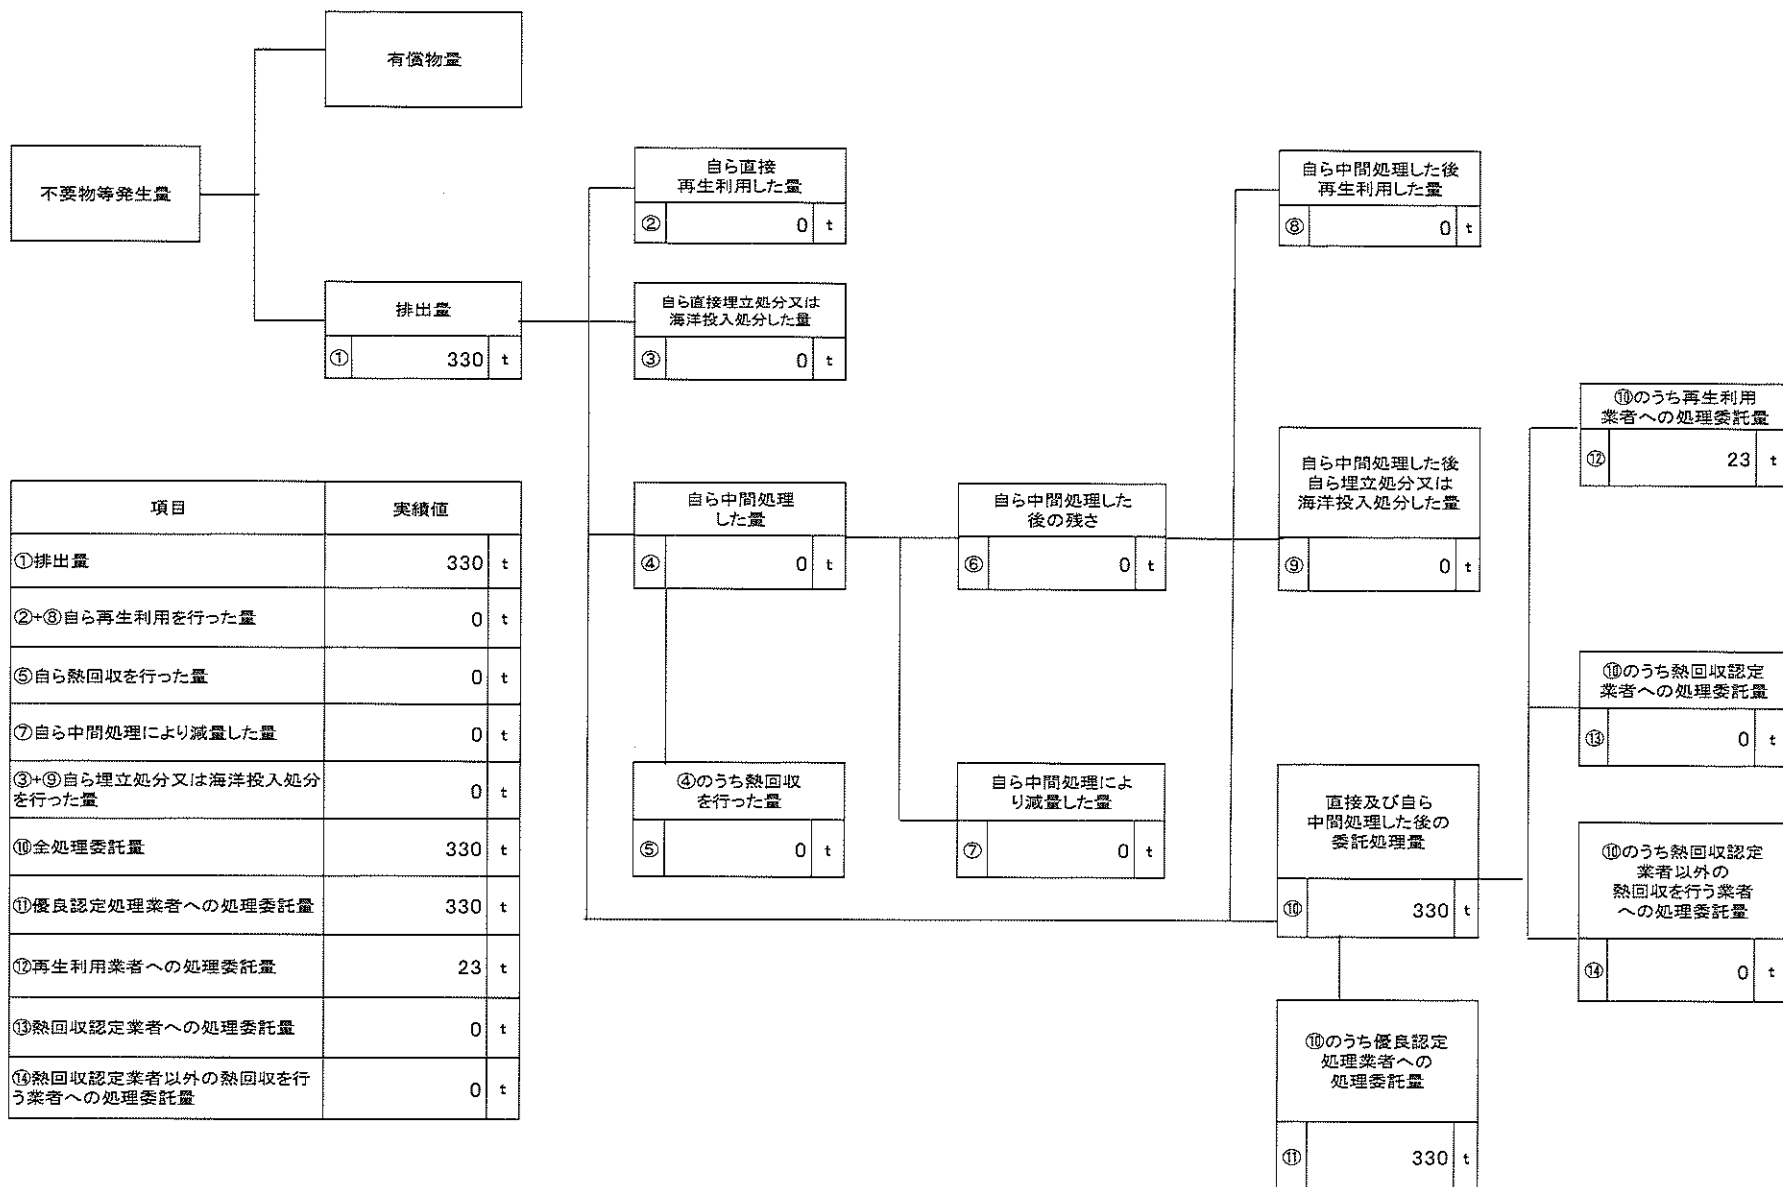 有償物量
不要物等発生量
排出量
① 330 t
自ら直接
再生利用した量
② 0 t
自ら直接埋立処分又は
海洋投入処分した量
③ 0 t
自ら中間処理
した量
④ 0 t
④のうち熱回収
を行った量
⑤ 0 t
自ら中間処理した
後の残さ
⑥ 0 t
自ら中間処理によ
り減量した量
⑦ 0 t
自ら中間処理した後
再生利用した量
⑧ 0 t
自ら中間処理した後
自ら埋立処分又は
海洋投入処分した量
⑨ 0 t
直接及び自ら
中間処理した後の
委託処理量
⑩ 330 t
⑩のうち優良認定
処理業者への
処理委託量
⑪ 330 t
⑩のうち再生利用
業者への処理委託量
⑫ 23 t
⑩のうち熱回収認定
業者への処理委託量
⑬ 0 t
⑩のうち熱回収認定
業者以外の
熱回収を行う業者
への処理委託量
⑭ 0 t
項目 実績値
①排出量 330 t
②+⑧自ら再生利用を行った量 0 t
⑤自ら熱回収を行った量 0 t
⑦自ら中間処理により減量した量 0 t
③+⑨自ら埋立処分又は海洋投入処分
を行った量 0 t
⑩全処理委託量 330 t
⑪優良認定処理業者への処理委託量 330 t
⑫再生利用業者への処理委託量 23 t
⑬熱回収認定業者への処理委託量 0 t
⑭熱回収認定業者以外の熱回収を行
う業者への処理委託量 0 t